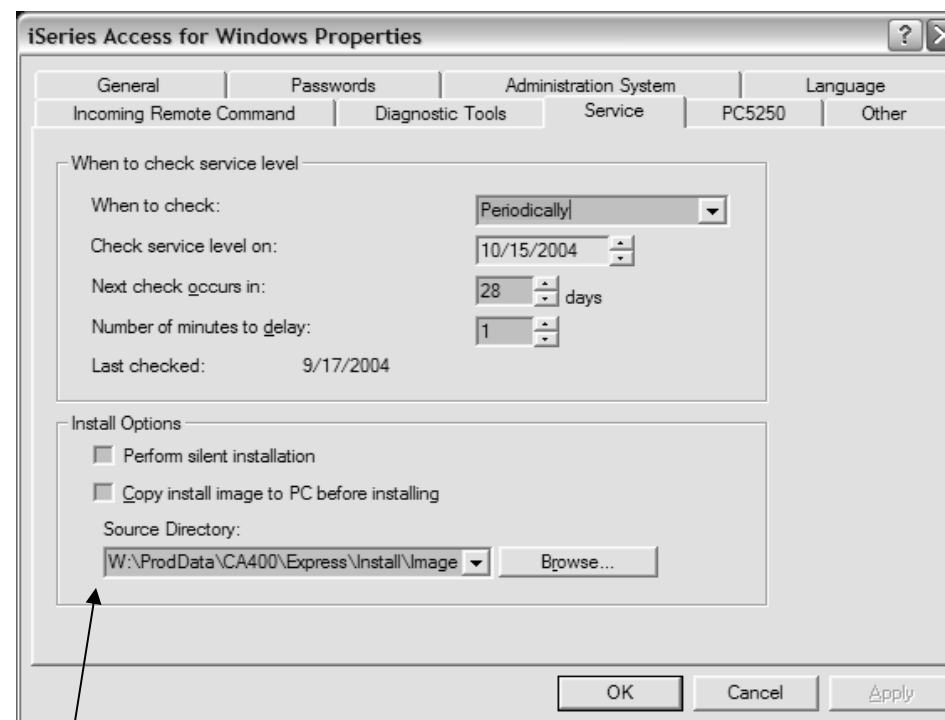 iSeries Access for Windows Properties
General Passwords Administration System Language
Incoming Remote Command Diagnostic Tools Service PC5250 Other
When to check service level
When to check: Periodically
Check service level on: 10/15/2004
Next check occurs in: 28 days
Number of minutes to delay: 1
Last checked: 9/17/2004
Install Options
Perform silent installation
Copy install image to PC before installing
Source Directory:
W:\ProdData\CA400\Express\Install\Image Browse...
OK Cancel Apply